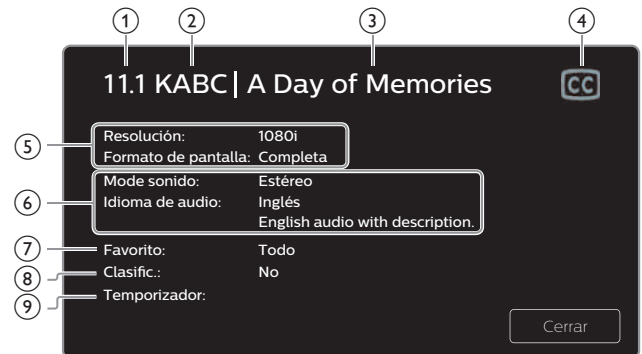 1 2 3 4
11.1 KABC| A Day of Memories CC
5 Resolución: 1080i
Formato de pantalla: Completa
6 Mode sonido: Estéreo
Idioma de audio: Inglés
English audio with description.
7 Favorito: Todo
8 Clasific.: No
9 Temporizador:
Cerrar